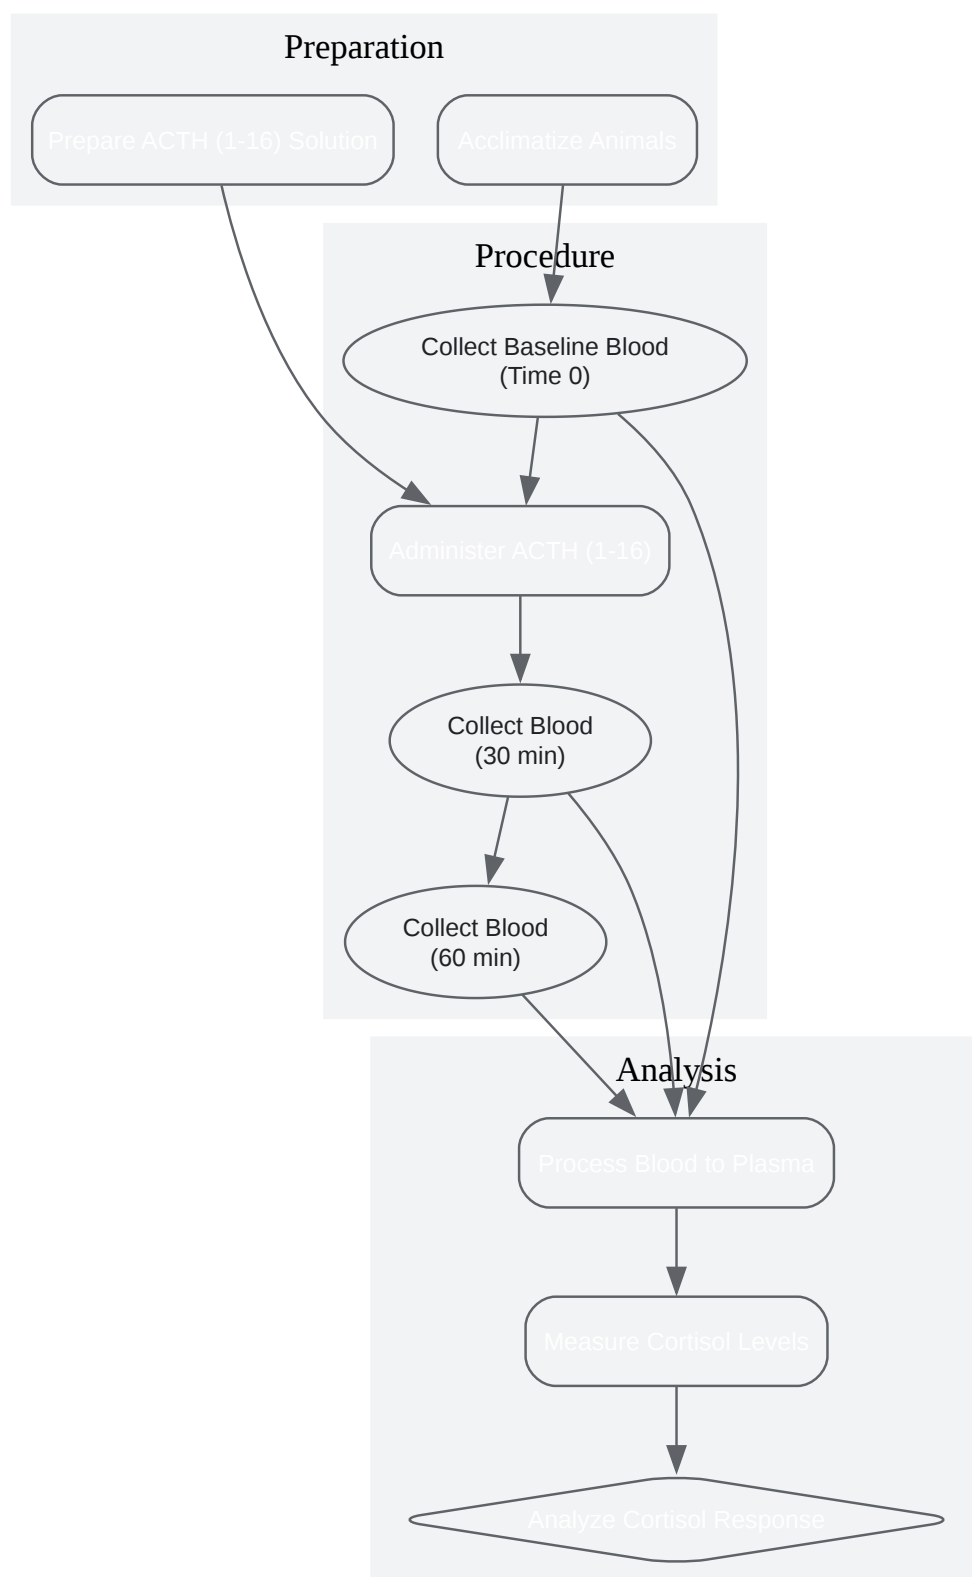 Preparation
Prepare ACTH (1-16) Solution
Acclimatize Animals
Procedure
Collect Baseline Blood
(Time 0)
Administer ACTH (1-16)
Collect Blood
(30 min)
Collect Blood
(60 min)
Analysis
Process Blood to Plasma
Measure Cortisol Levels
Analyze Cortisol Response